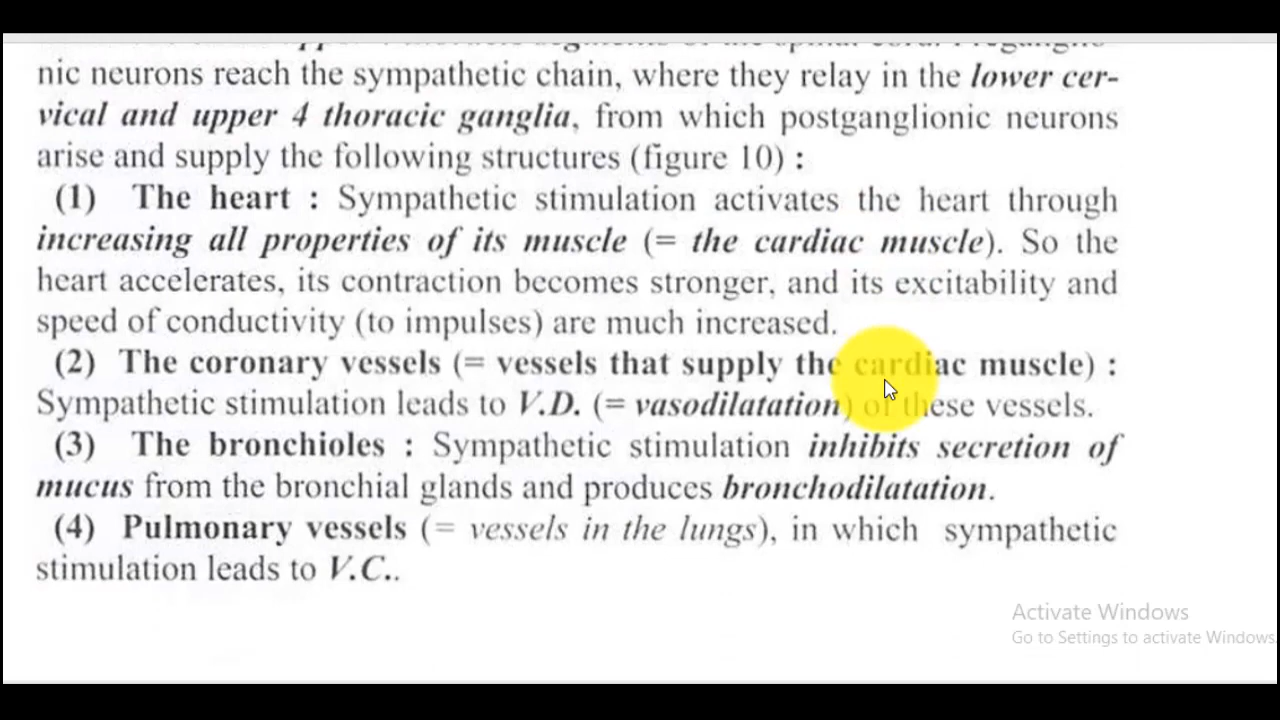 nic neurons reach the sympathetic chain, where they relay in the lower cer-
vical and upper 4 thoracic ganglia, from which postganglionic neurons
arise and supply the following structures (figure 10) :
(1) The heart : Sympathetic stimulation activates the heart through
increasing all properties of its muscle (= the cardiac muscle). So the
heart accelerates, its contraction becomes stronger, and its excitability and
speed of conductivity (to impulses) are much increased.
(2) The coronary vessels (= vessels that supply the cardiac muscle) :
Sympathetic stimulation leads to V.D. (= vasodilatation) of these vessels.
(3) The bronchioles : Sympathetic stimulation inhibits secretion of
mucus from the bronchial glands and produces bronchodilatation.
(4) Pulmonary vessels (= vessels in the lungs), in which sympathetic
stimulation leads to V.C..
Activate Windows
Go to Settings to activate Windows.